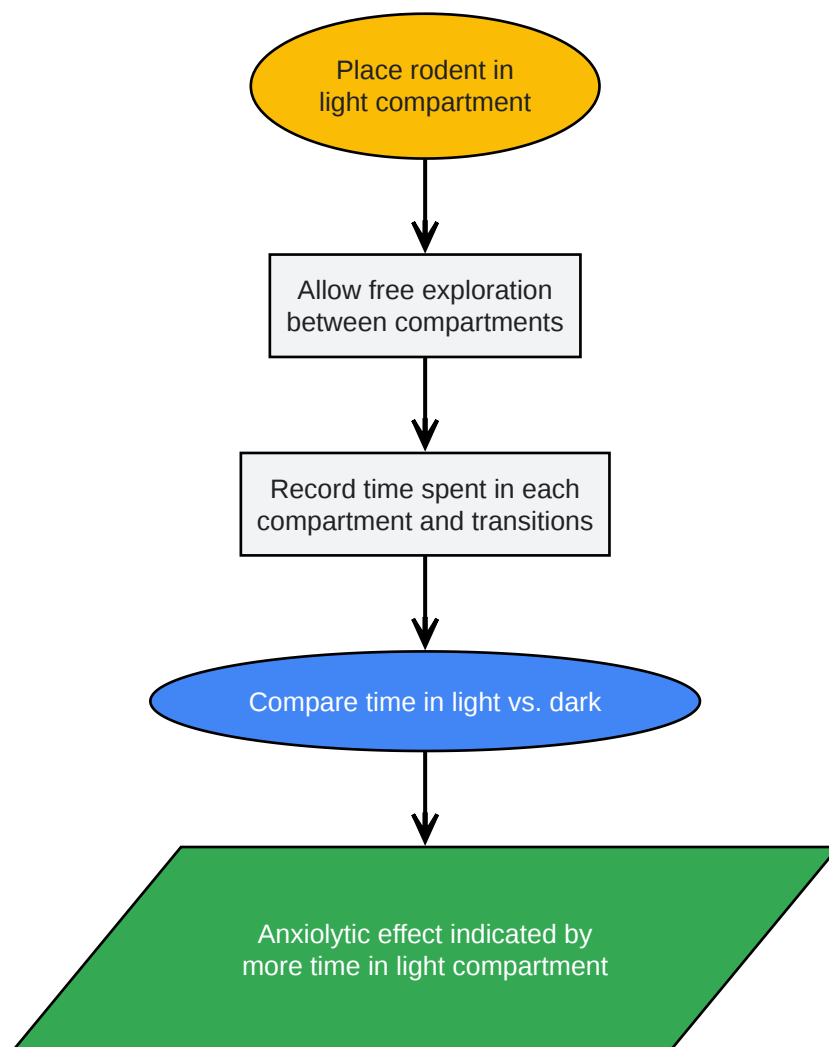 Place rodent in
light compartment
Allow free exploration
between compartments
Record time spent in each
compartment and transitions
Compare time in light vs. dark
Anxiolytic effect indicated by
more time in light compartment